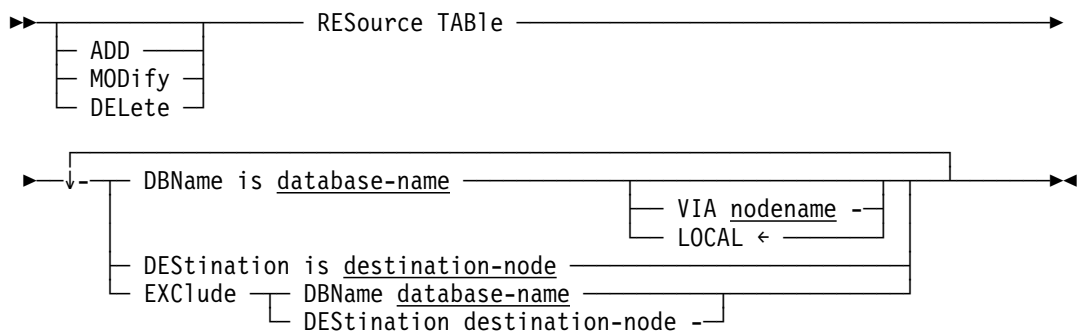 RESource TABle
ADD
MODify
DELete
DBName is database-name
VIA nodename
LOCAL ←
DEStination is destination-node
EXClude DBName database-name
DEStination destination-node